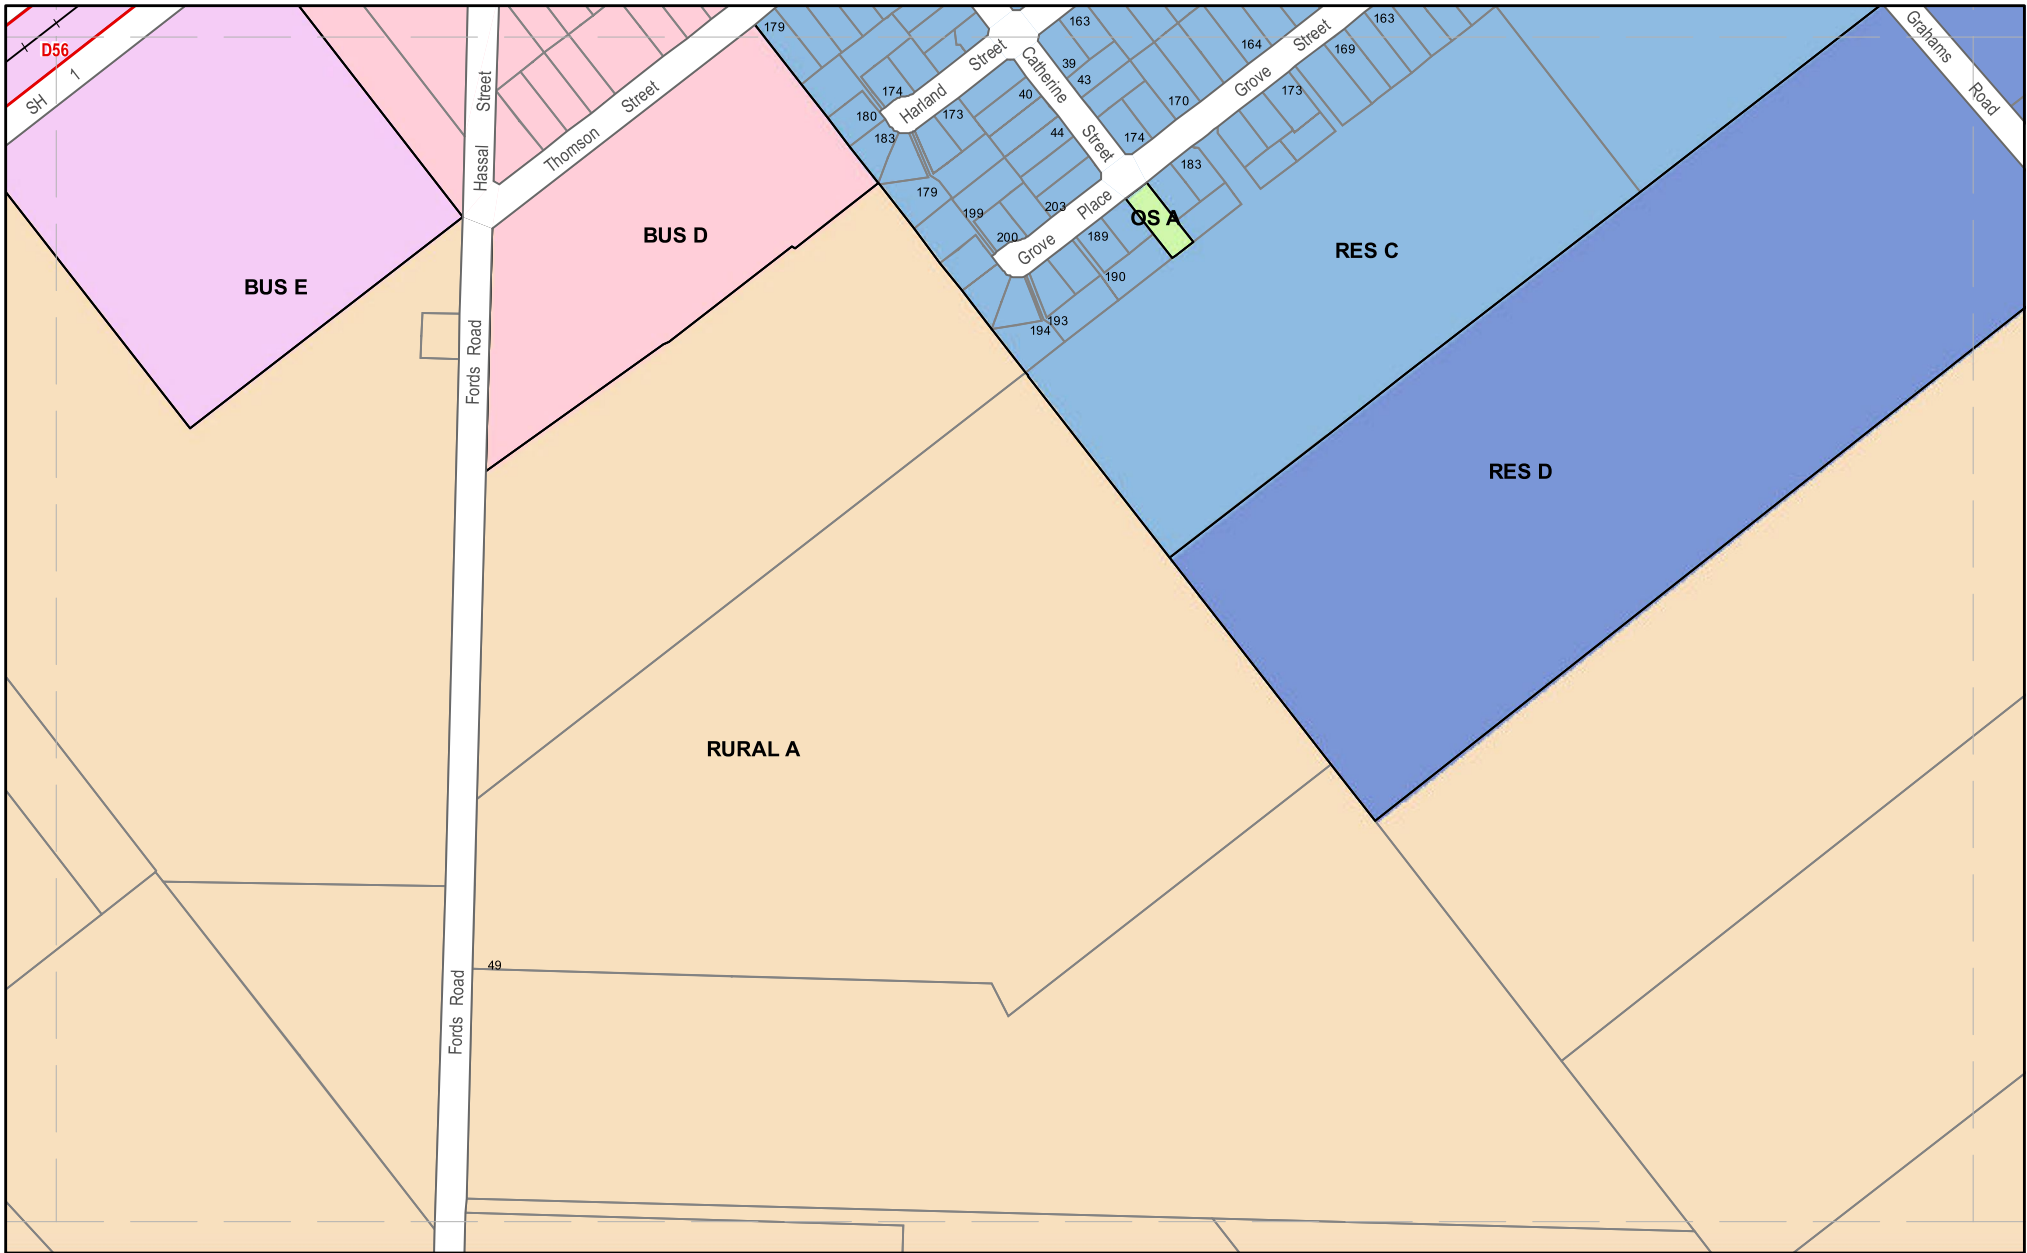 179
163
163
Grahams Road
D56
SH 1
Hassal Street
Thomson Street
Harland Street
Catherine Street
Grove Street
164
169
39
43
174
40
173
170
173
180
183
44
174
183
179
199
203
Grove Place
OS A
200
189
190
193
194
BUS D
BUS E
RES C
Fords Road
RES D
RURAL A
49
Fords Road